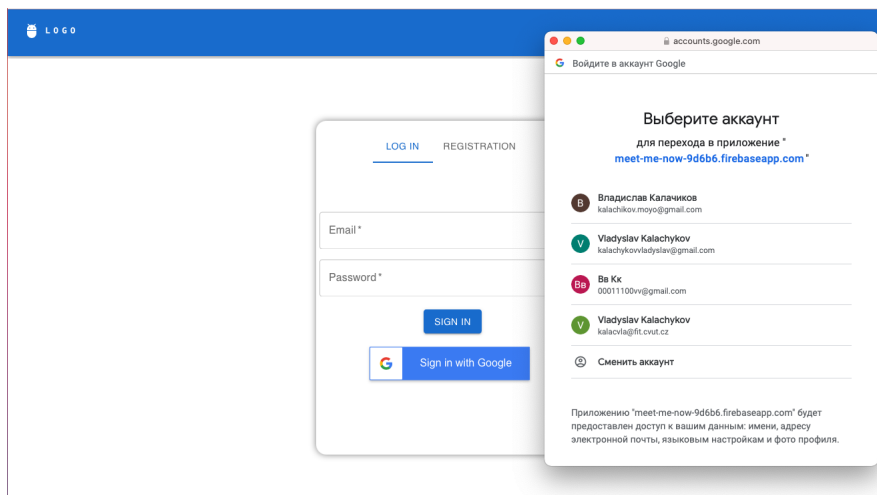 LOGO
LOG IN REGISTRATION
Email *
Password *
SIGN IN
Sign in with Google
accounts.google.com
Войдите в аккаунт Google
Выберите аккаунт
для перехода в приложение "
meet-me-now-9d6b6.firebaseapp.com"
В Владислав Калачиков
kalachikov.moyo@gmail.com
V Vladyslav Kalachykov
kalachykovvladyslav@gmail.com
Вв Вв Кк
00011100vv@gmail.com
V Vladyslav Kalachykov
kalacvla@fit.cvut.cz
Сменить аккаунт
Приложению "meet-me-now-9d6b6.firebaseapp.com" будет
предоставлен доступ к вашим данным: имени, адресу
электронной почты, языковым настройкам и фото профиля.